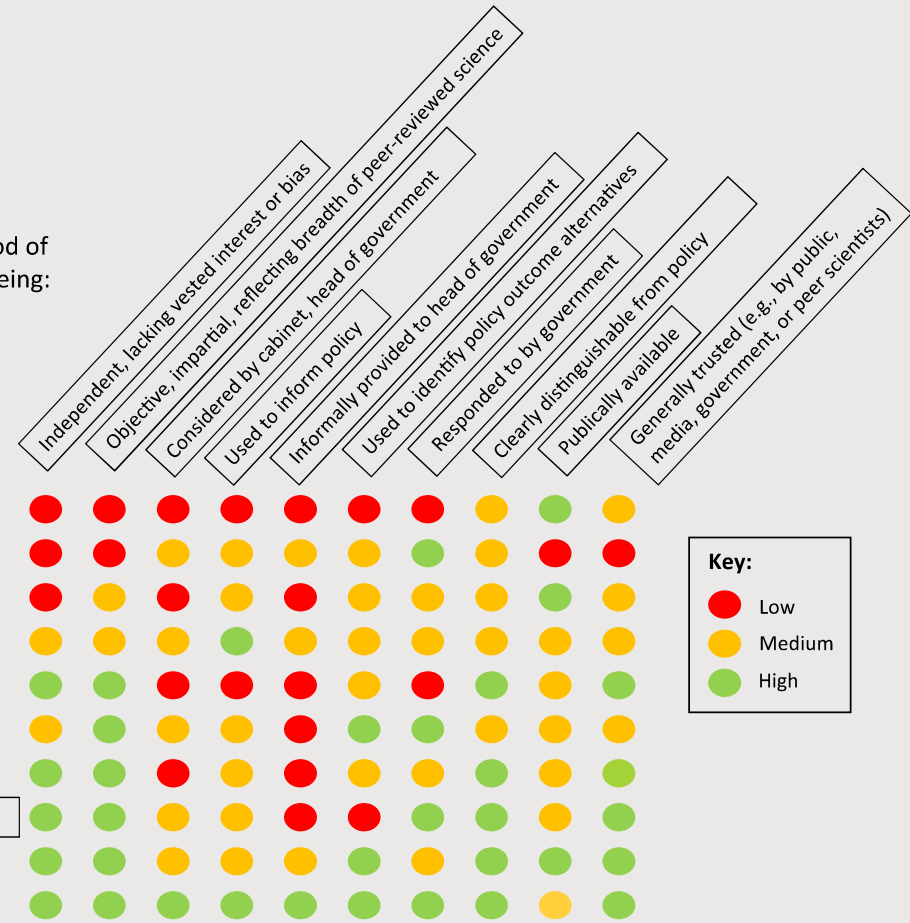 od of
eing:
Independent, lacking vested interest or bias
Objective, impartial, reflecting breadth of peer-reviewed science
Considered by cabinet, head of government
Used to inform policy
Informally provided to head of government
Used to identify policy outcome alternatives
Responded to by government
Clearly distinguishable from policy
Publically available
Generally trusted (e.g., by public,
media, government, or peer scientists)
Key:
Low
Medium
High